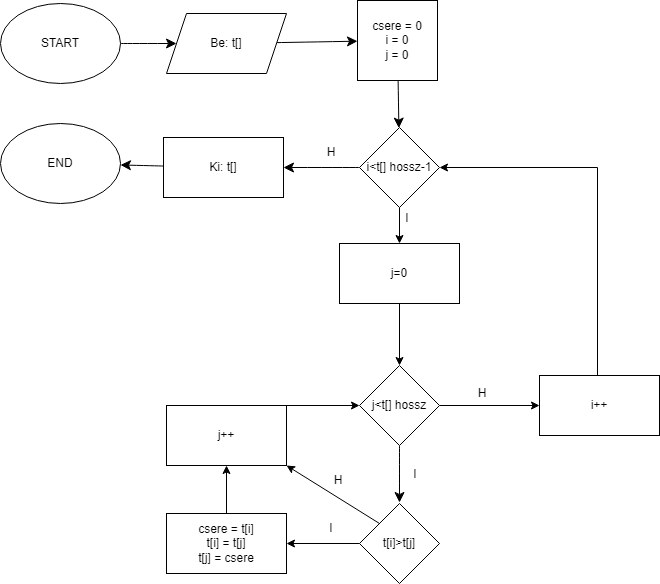 START
Be: t[]
csere = 0
i = 0
j = 0
END
Ki: t[]
H
i<t[] hossz-1
I
j=0
j<t[] hossz
H
i++
j++
I
H
csere = t[i]
t[i] = t[j]
t[j] = csere
I
t[i]>t[j]